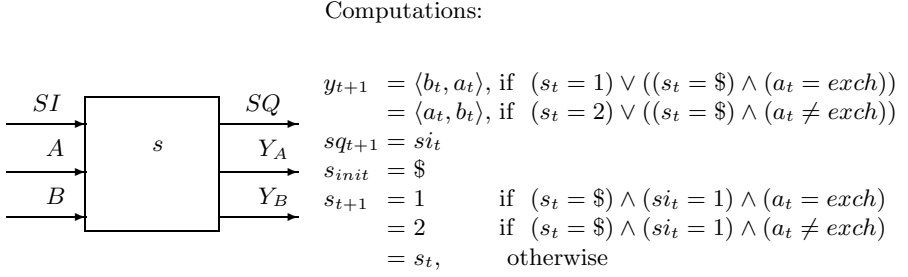 Computations:
SI
A
B
s
SQ
Y_A
Y_B
y_{t+1} = ⟨b_t, a_t⟩, if (s_t = 1) ∨ ((s_t = $) ∧ (a_t = exch))
= ⟨a_t, b_t⟩, if (s_t = 2) ∨ ((s_t = $) ∧ (a_t ≠ exch))
sq_{t+1} = si_t
s_{init} = $
s_{t+1} = 1 if (s_t = $) ∧ (si_t = 1) ∧ (a_t = exch)
= 2 if (s_t = $) ∧ (si_t = 1) ∧ (a_t ≠ exch)
= s_t, otherwise